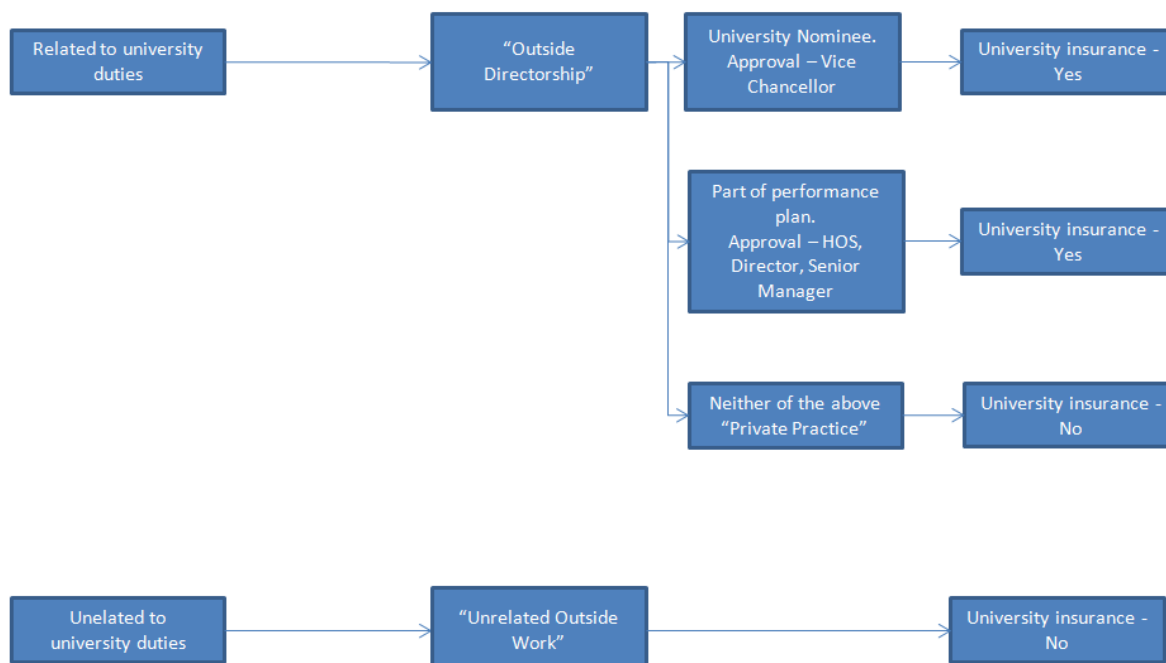 Related to university
duties
“Outside
Directorship”
University Nominee.
Approval – Vice
Chancellor
University insurance -
Yes
Part of performance
plan.
Approval – HOS,
Director, Senior
Manager
University insurance -
Yes
Neither of the above
“Private Practice”
University insurance -
No
Unelated to
university duties
“Unrelated Outside
Work”
University insurance -
No